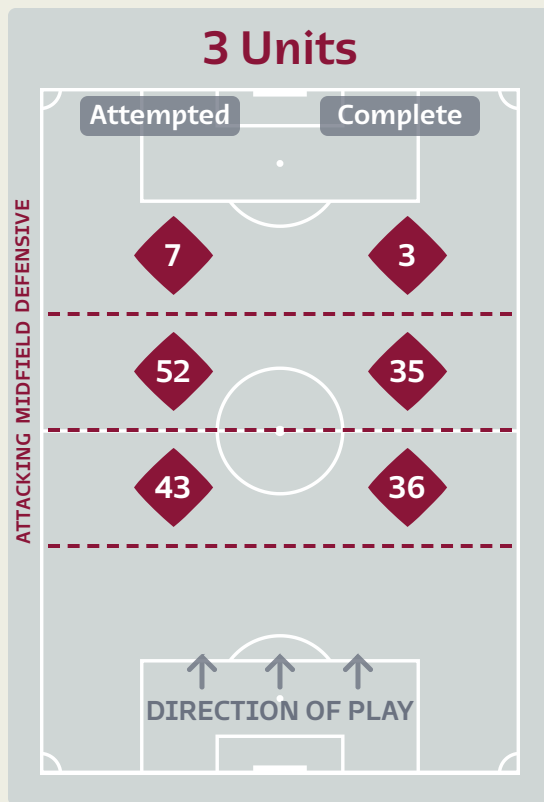 3 Units
Attempted Complete
7 3
52 35
43 36
ATTACKING MIDFIELD DEFENSIVE
DIRECTION OF PLAY